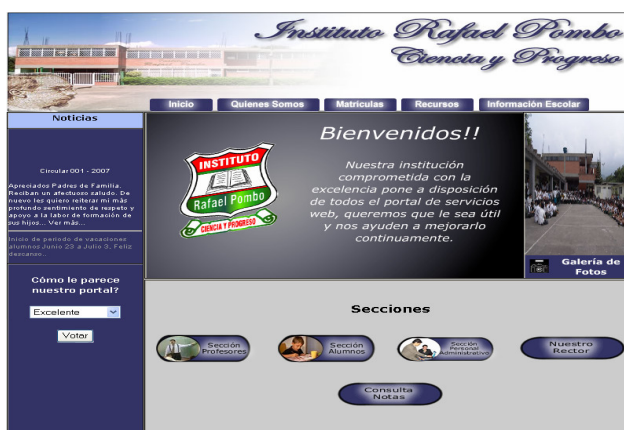 Instituto Rafael Pombo
Ciencia y Progreso
Inicio
Quienes Somos
Matriculas
Recursos
Información Escolar
Noticias
Circular 001 - 2007
Apreciados Padres de Familia.
Reciban un afectuoso saludo. De
nuevo les quiero reiterar mi más
profundo sentimiento de respeto y
apoyo a la labor de formación de
sus hijos... Ver más...
Inicio de periodo de vacaciones
alumnos Junio 23 a Julio 3, Feliz
descanso..
Cómo le parece
nuestro portal?
Excelente
Votar
INSTITUTO
Rafael Pombo
CIENCIA Y PROGRESO
Bienvenidos!!
Nuestra institución
comprometida con la
excelencia pone a disposición
de todos el portal de servicios
web, queremos que le sea útil
y nos ayuden a mejorarlo
continuamente.
Galería de
Fotos
Secciones
Sección
Profesores
Sección
Alumnos
Sección
Personal
Administrativo
Nuestro
Rector
Consulta
Notas